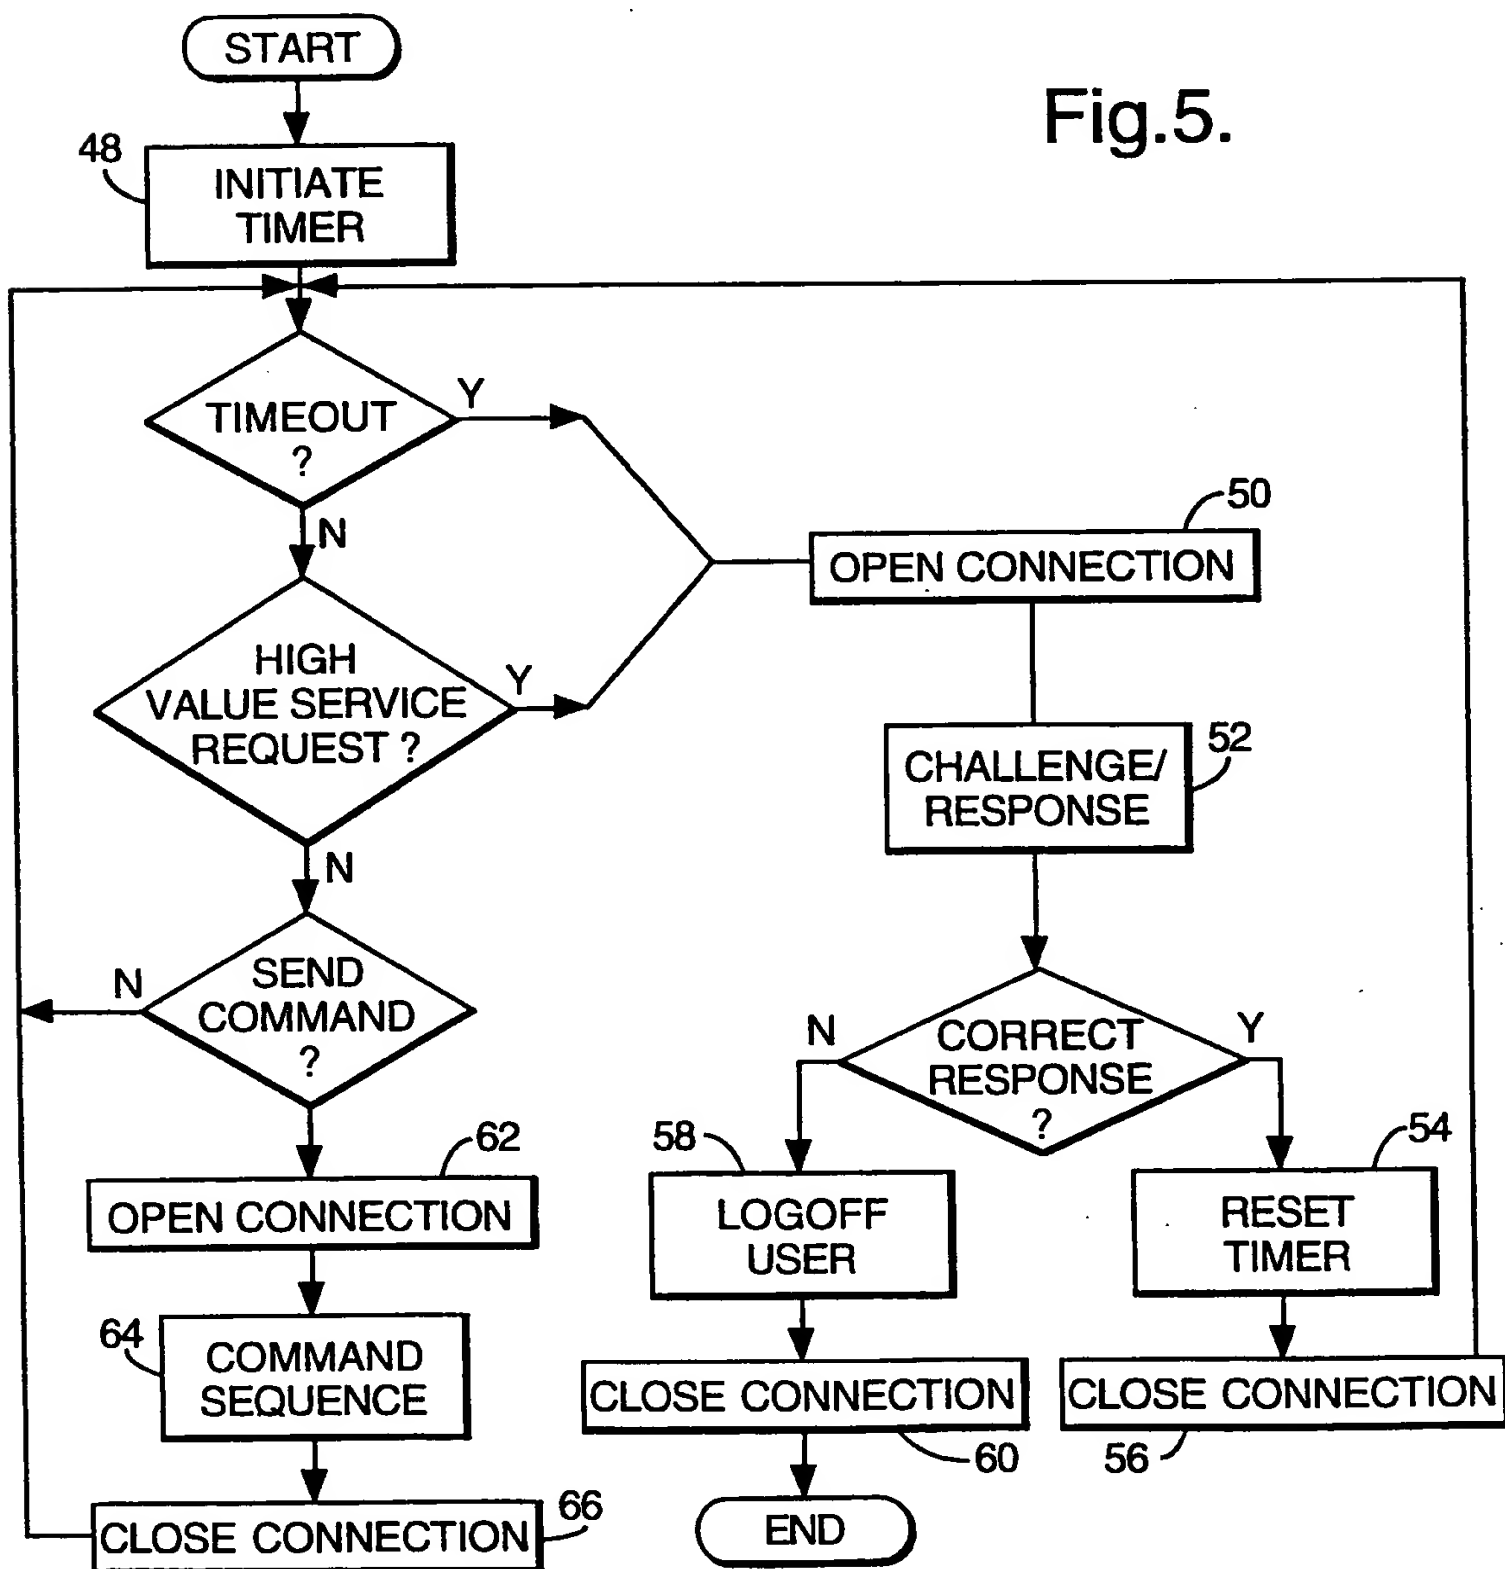 START
Fig.5.
48
INITIATE
TIMER
TIMEOUT
?
Y
N
HIGH
VALUE SERVICE
REQUEST ?
Y
N
SEND
COMMAND
?
N
62
OPEN CONNECTION
64
COMMAND
SEQUENCE
CLOSE CONNECTION
66
50
OPEN CONNECTION
52
CHALLENGE/
RESPONSE
CORRECT
RESPONSE
?
N
Y
58
LOGOFF
USER
CLOSE CONNECTION
60
END
54
RESET
TIMER
CLOSE CONNECTION
56